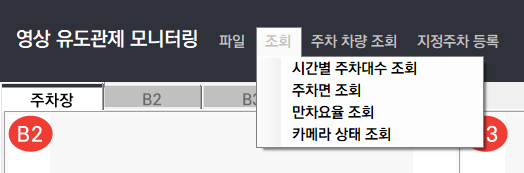 영상 유도관제 모니터링 파일 조회 주차 차량 조회 지정주차 등록
시간별 주차대수 조회
주차면 조회
만차요율 조회
카메라 상태 조회
주차장 B2
B2